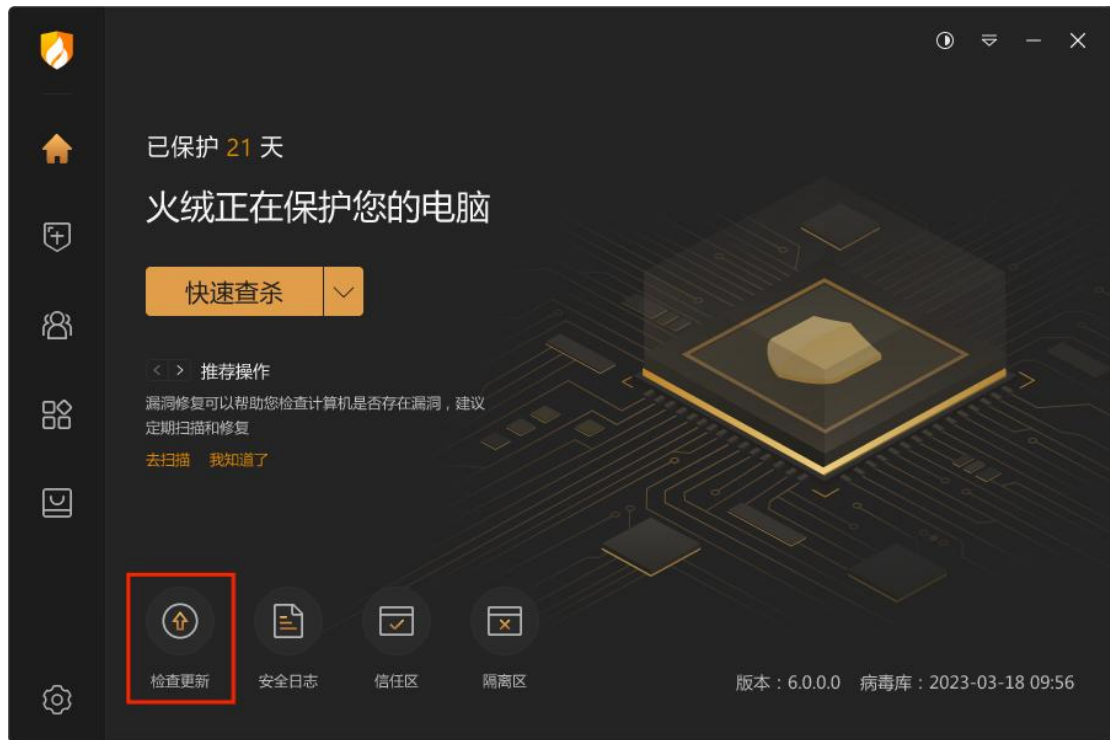 已保护 21 天
火绒正在保护您的电脑
快速查杀
推荐操作
漏洞修复可以帮助您检查计算机是否存在漏洞，建议
定期扫描和修复
去扫描 我知道了
检查更新 安全日志 信任区 隔离区
版本：6.0.0.0 病毒库：2023-03-18 09:56